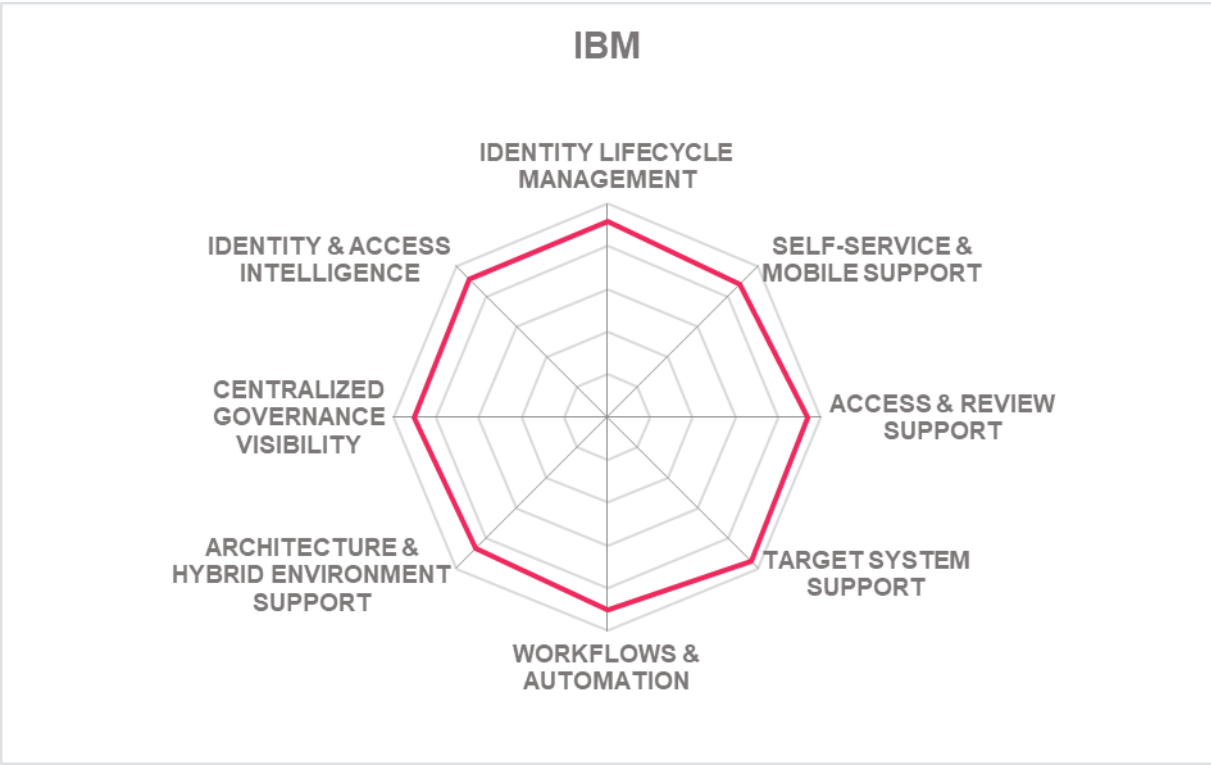 IBM
IDENTITY LIFECYCLE
MANAGEMENT
SELF-SERVICE &
MOBILE SUPPORT
ACCESS & REVIEW
SUPPORT
TARGET SYSTEM
SUPPORT
WORKFLOWS &
AUTOMATION
ARCHITECTURE &
HYBRID ENVIRONMENT
SUPPORT
CENTRALIZED
GOVERNANCE
VISIBILITY
IDENTITY & ACCESS
INTELLIGENCE